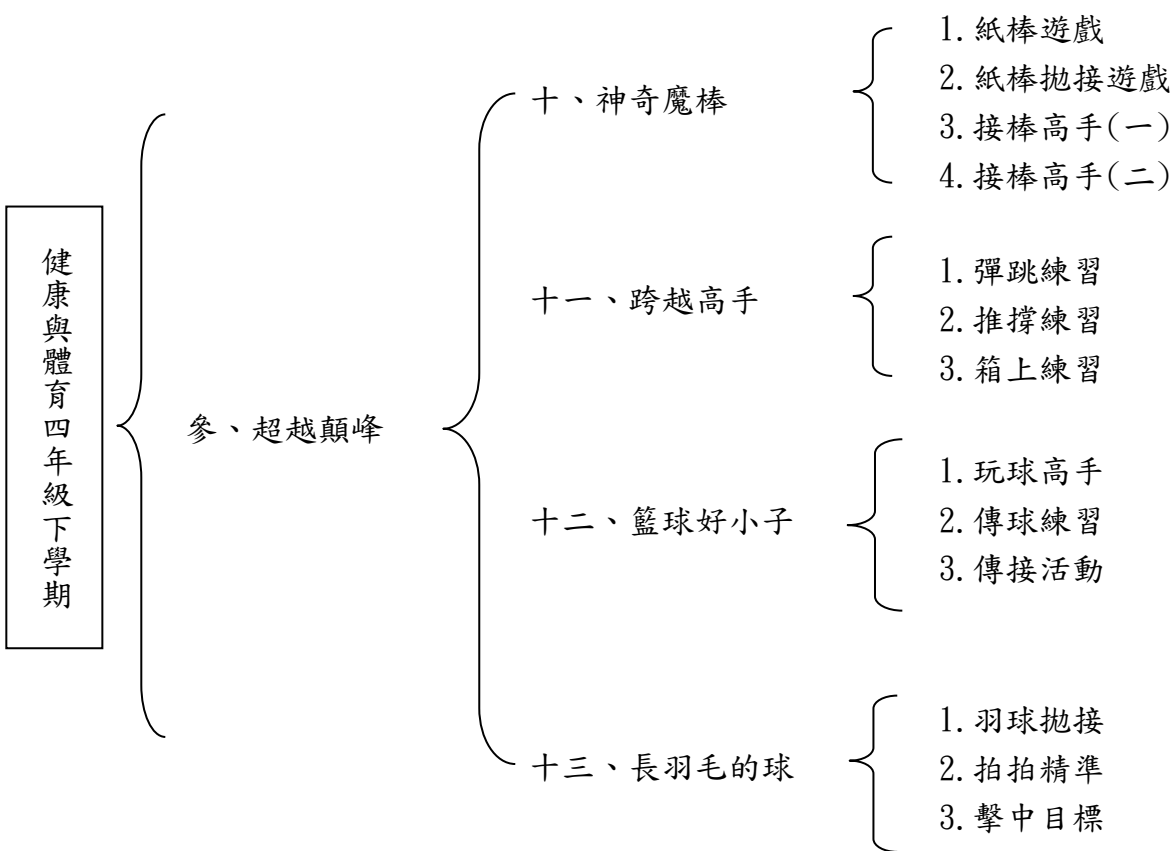 健康與體育四年級下學期
參、超越顛峰
十、神奇魔棒
1.紙棒遊戲
2.紙棒拋接遊戲
3.接棒高手(一)
4.接棒高手(二)
十一、跨越高手
1.彈跳練習
2.推撐練習
3.箱上練習
十二、籃球好小子
1.玩球高手
2.傳球練習
3.傳接活動
十三、長羽毛的球
1.羽球拋接
2.拍拍精準
3.擊中目標